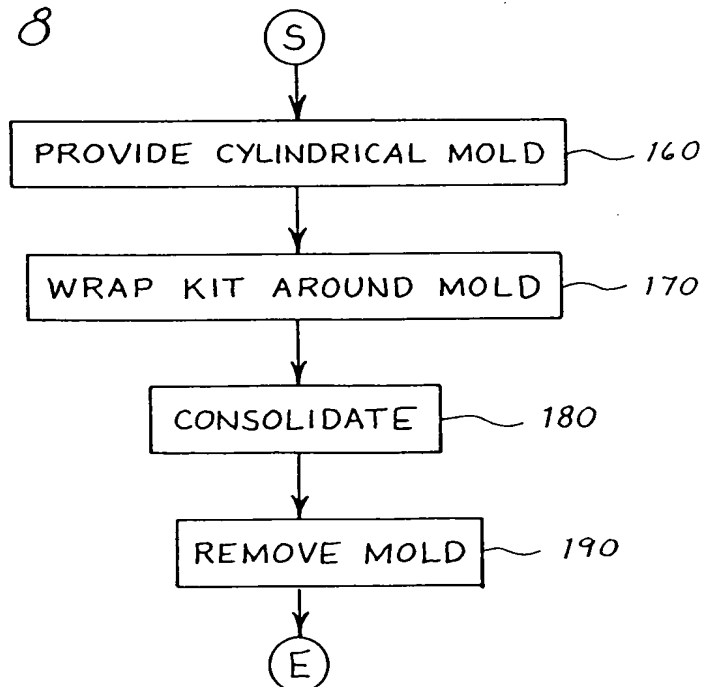 8
S
PROVIDE CYLINDRICAL MOLD 160
WRAP KIT AROUND MOLD 170
CONSOLIDATE 180
REMOVE MOLD 190
E